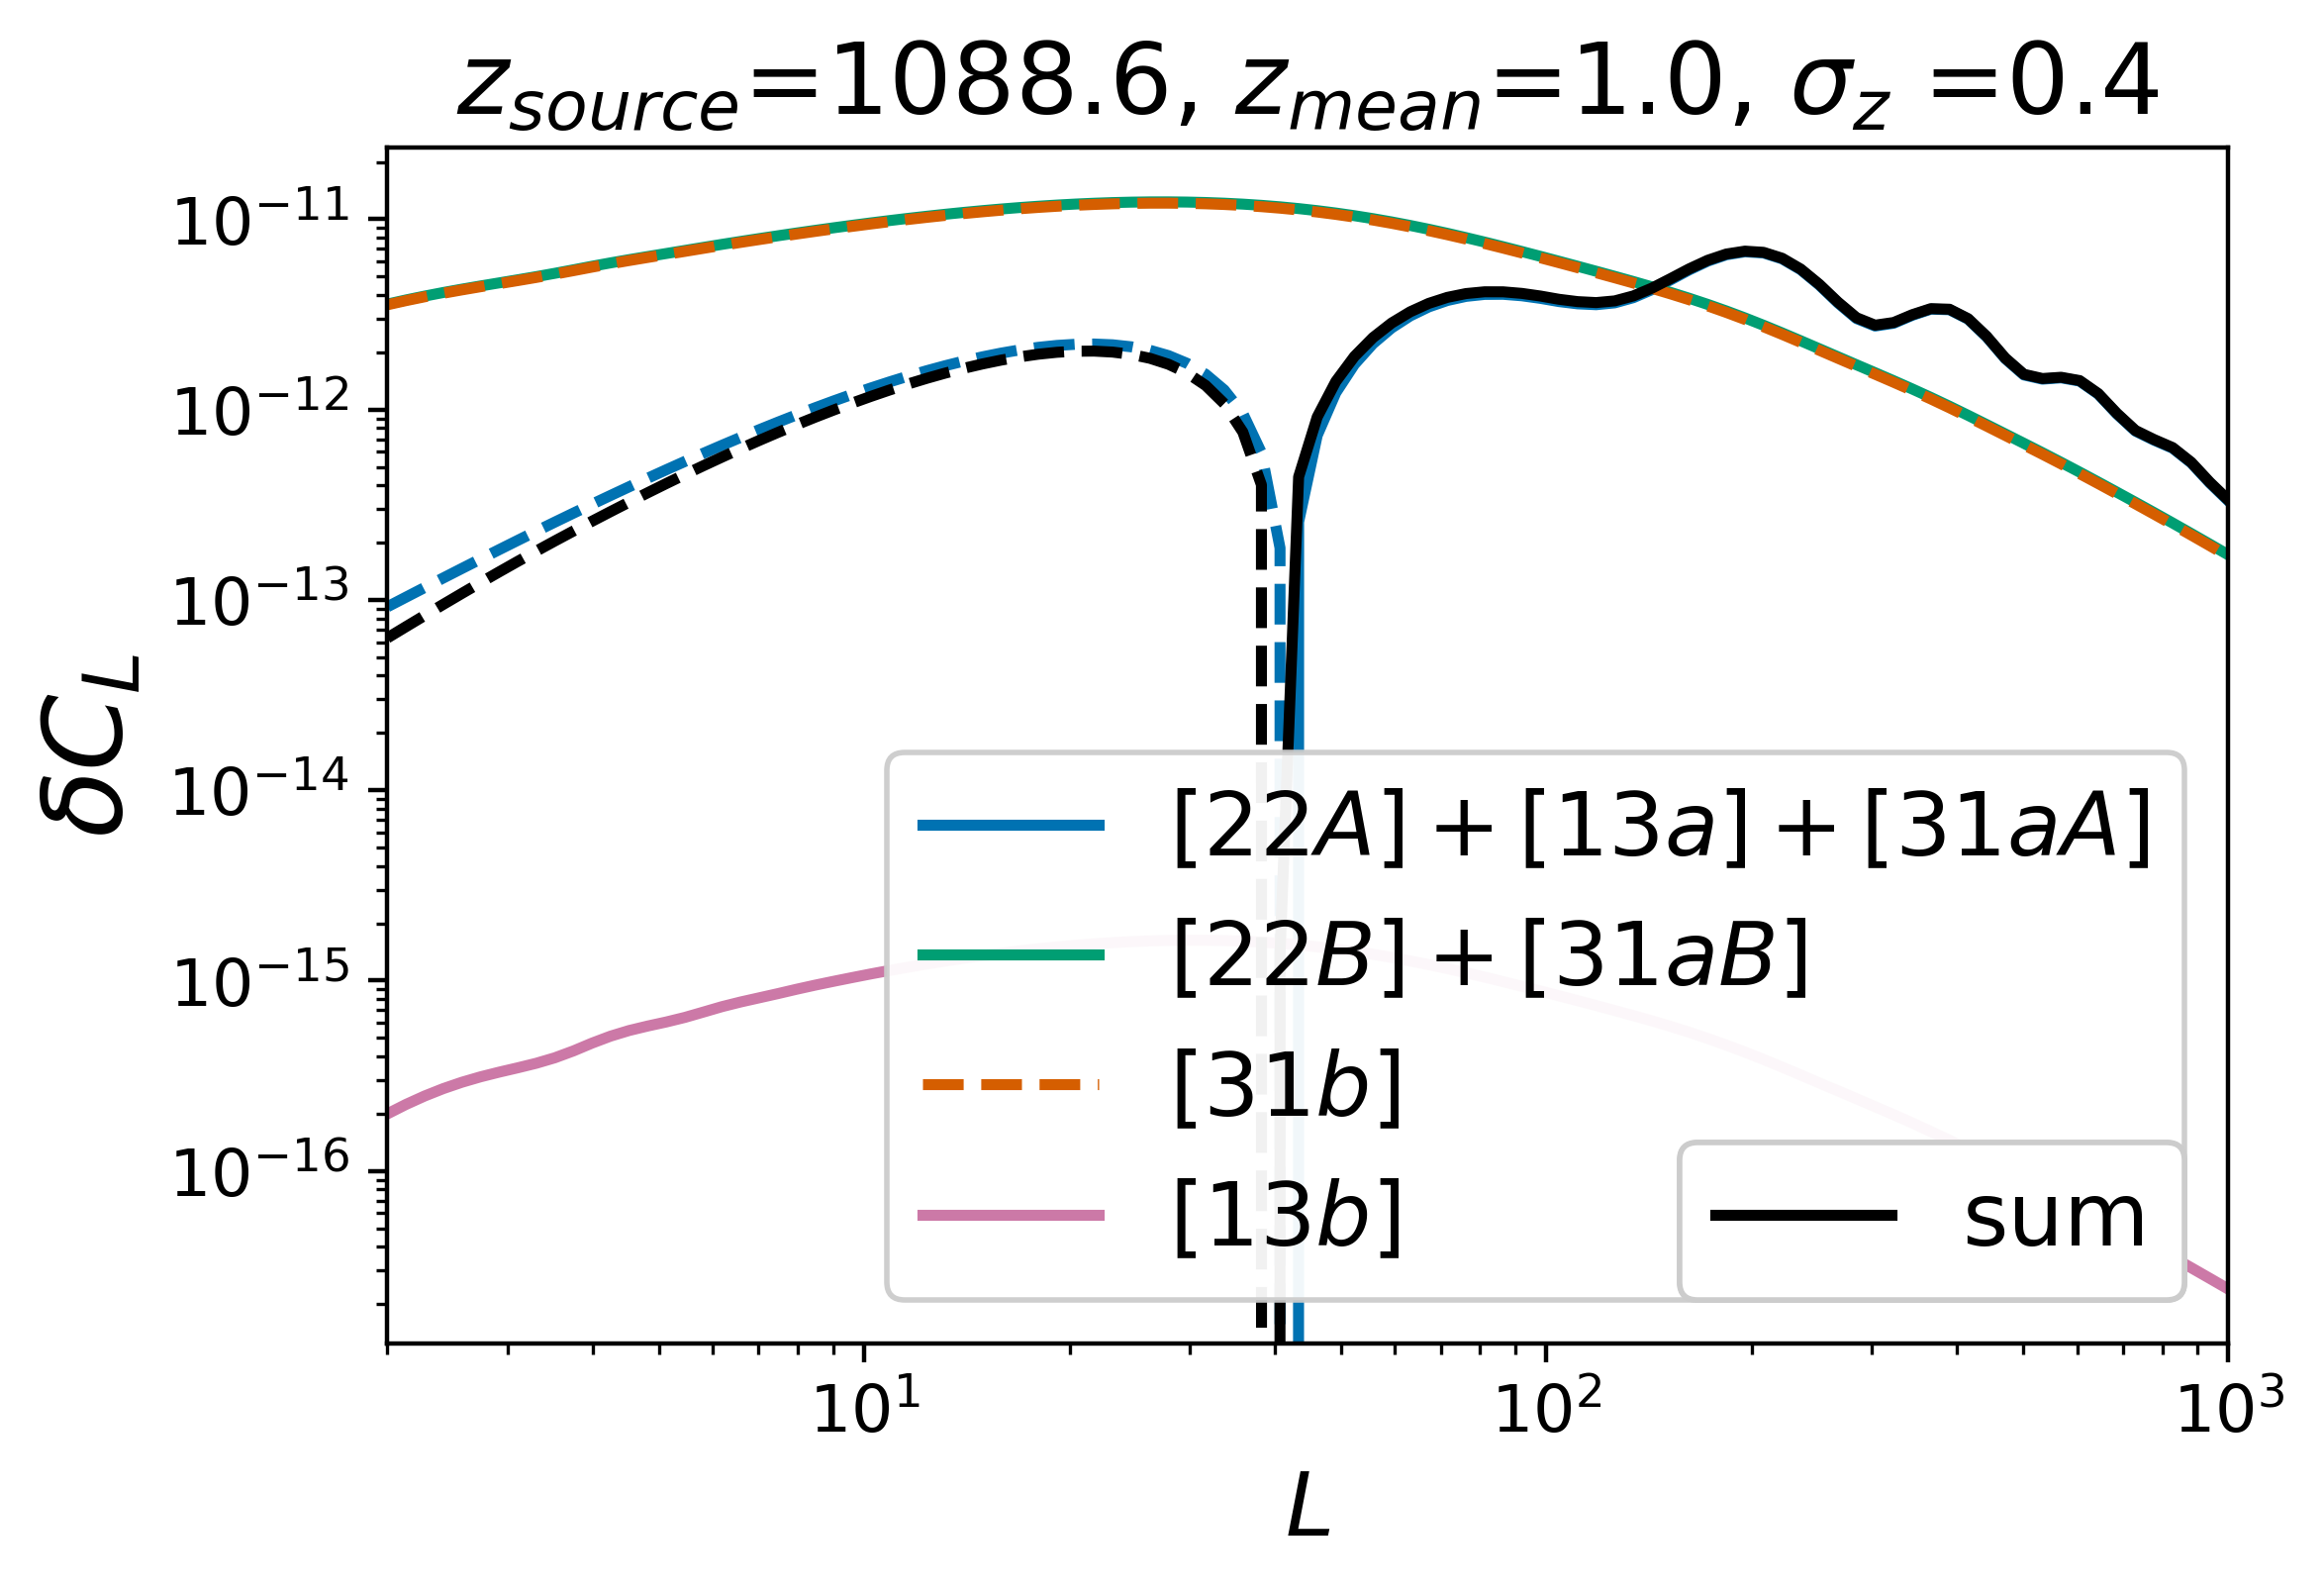 z_source=1088.6, z_mean=1.0, σ_z =0.4
δC_L
10^−11
10^−12
10^−13
10^−14
10^−15
10^−16
[22A] + [13a] + [31aA]
[22B] + [31aB]
[31b]
[13b]
sum
10^1
10^2
10^3
L